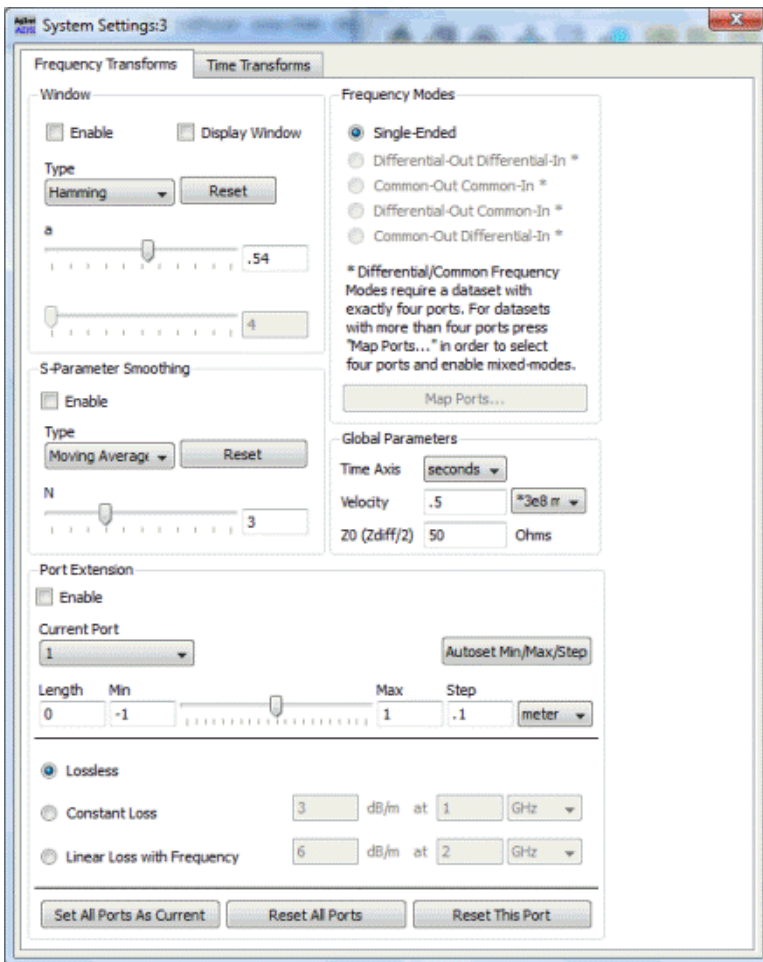 Agilent ADS System Settings:3
Frequency Transforms Time Transforms
Window
Enable Display Window
Type
Hamming Reset
a
.54
4
S-Parameter Smoothing
Enable
Type
Moving Average Reset
N
3
Frequency Modes
Single-Ended
Differential-Out Differential-In *
Common-Out Common-In *
Differential-Out Common-In *
Common-Out Differential-In *
* Differential/Common Frequency
Modes require a dataset with
exactly four ports. For datasets
with more than four ports press
"Map Ports..." in order to select
four ports and enable mixed-modes.
Map Ports...
Global Parameters
Time Axis seconds
Velocity .5 *3e8 m
Z0 (Zdiff/2) 50 Ohms
Port Extension
Enable
Current Port
1 Autoset Min/Max/Step
Length Min Max Step
0 -1 1 .1 meter
Lossless
Constant Loss 3 dB/m at 1 GHz
Linear Loss with Frequency 6 dB/m at 2 GHz
Set All Ports As Current Reset All Ports Reset This Port